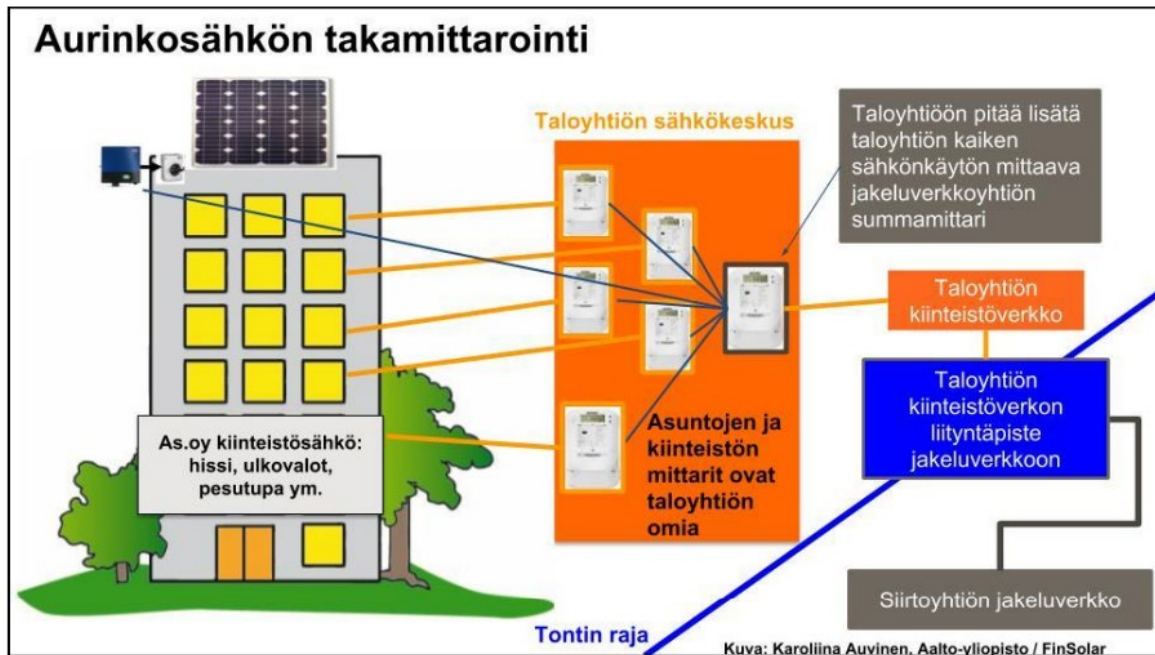 Aurinkosähkön takamittarointi
Taloyhtiön sähkökeskus
Taloyhtiöön pitää lisätä
taloyhtiön kaiken
sähkönkäytön mittaava
jakeluverkkoyhtiön
summamittari
Taloyhtiön
kiinteistöverkko
Taloyhtiön
kiinteistöverkon
liityntäpiste
jakeluverkkoon
As.oy kiinteistösähkö:
hissi, ulkovalot,
pesutupa ym.
Asuntojen ja
kiinteistön
mittarit ovat
taloyhtiön
omia
Siirtoyhtiön jakeluverkko
Tontin raja
Kuva: Karoliina Auvinen, Aalto-yliopisto / FinSolar